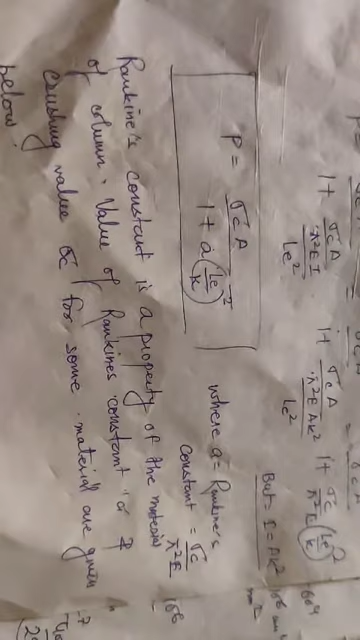 1 + σc A / π²EI / Le²   1 + σc A / π²E Ak² / Le²   1 + σc / π²E (Le/k)²
But = I = AK²
P = σc A / 1 + a(Le/k)²
where a = Rankine's
constant = σc / π²E
Rankine's constant is a property of the material
of column. Value of Rankines constant "a" &
crushing value σc for some material are given
below.